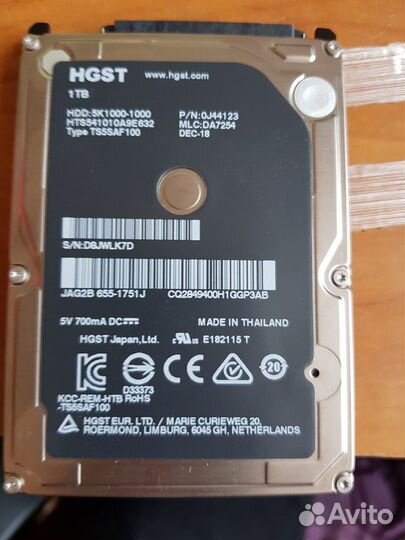 HGST www.hgst.com
1TB
HDD:5K1000-1000 P/N:0J44123
HTS541010A9E632 MLC:DA7254
Type TS5SAF100 DEC-18
S/N:D8JWLK7D
JAG2B 655-1751J CQ2849400H1GGP3AB
5V 700mA DC MADE IN THAILAND
HGST Japan,Ltd. E182115 T
D33373
20
KCC-REM-HTB RoHS
-TS5SAF100
HGST EUR. LTD. / MARIE CURIEWEG 20,
ROERMOND, LIMBURG, 6045 GH, NETHERLANDS
Avito